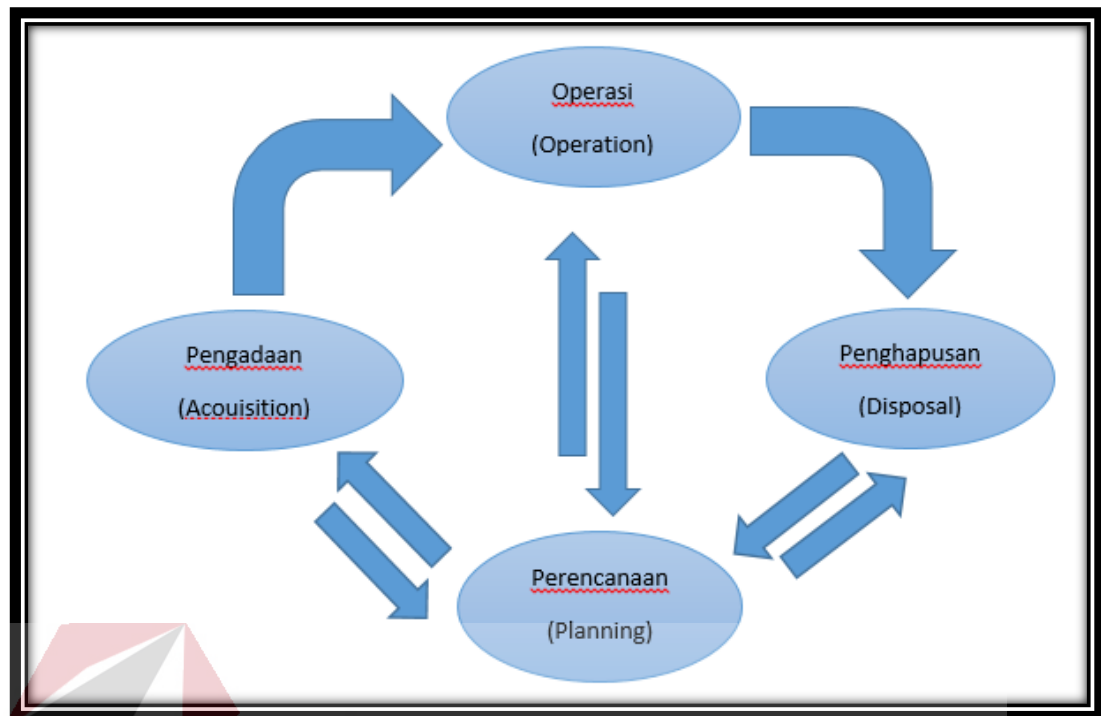 Operasi
(Operation)
Pengadaan
(Acouisition)
Penghapusan
(Disposal)
Perencanaan
(Planning)